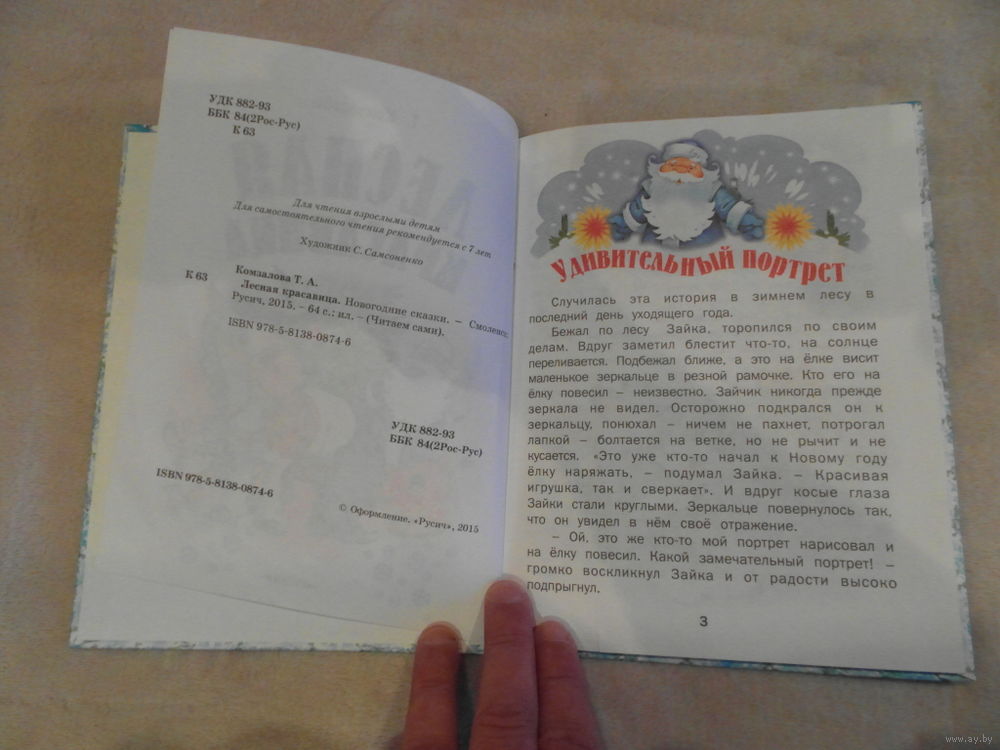 УДК 882-93
ББК 84(2Рос-Рус)
К 63
Для чтения взрослыми детям
Для самостоятельного чтения рекомендуется с 7 лет
Художник С. Самсоненко
Комзалова Т. А.
К 63 Лесная красавица. Новогодние сказки. – Смоленск:
Русич, 2015. – 64 с.: ил. – (Читаем сами).
ISBN 978-5-8138-0874-6
УДК 882-93
ББК 84(2Рос-Рус)
ISBN 978-5-8138-0874-6
© Оформление. «Русич», 2015
Удивительный портрет
Случилась эта история в зимнем лесу в
последний день уходящего года.
Бежал по лесу Зайка, торопился по своим
делам. Вдруг заметил блестит что-то, на солнце
переливается. Подбежал ближе, а это на ёлке висит
маленькое зеркальце в резной рамочке. Кто его на
ёлку повесил – неизвестно. Зайчик никогда прежде
зеркала не видел. Осторожно подкрался он к
зеркальцу, понюхал – ничем не пахнет, потрогал
лапкой – болтается на ветке, но не рычит и не
кусается. «Это уже кто-то начал к Новому году
ёлку наряжать, – подумал Зайка. – Красивая
игрушка, так и сверкает». И вдруг косые глаза
Зайки стали круглыми. Зеркальце повернулось так,
что он увидел в нём своё отражение.
– Ой, это же кто-то мой портрет нарисовал и
на ёлку повесил. Какой замечательный портрет! –
громко воскликнул Зайка и от радости высоко
подпрыгнул.
3
www.ay.by